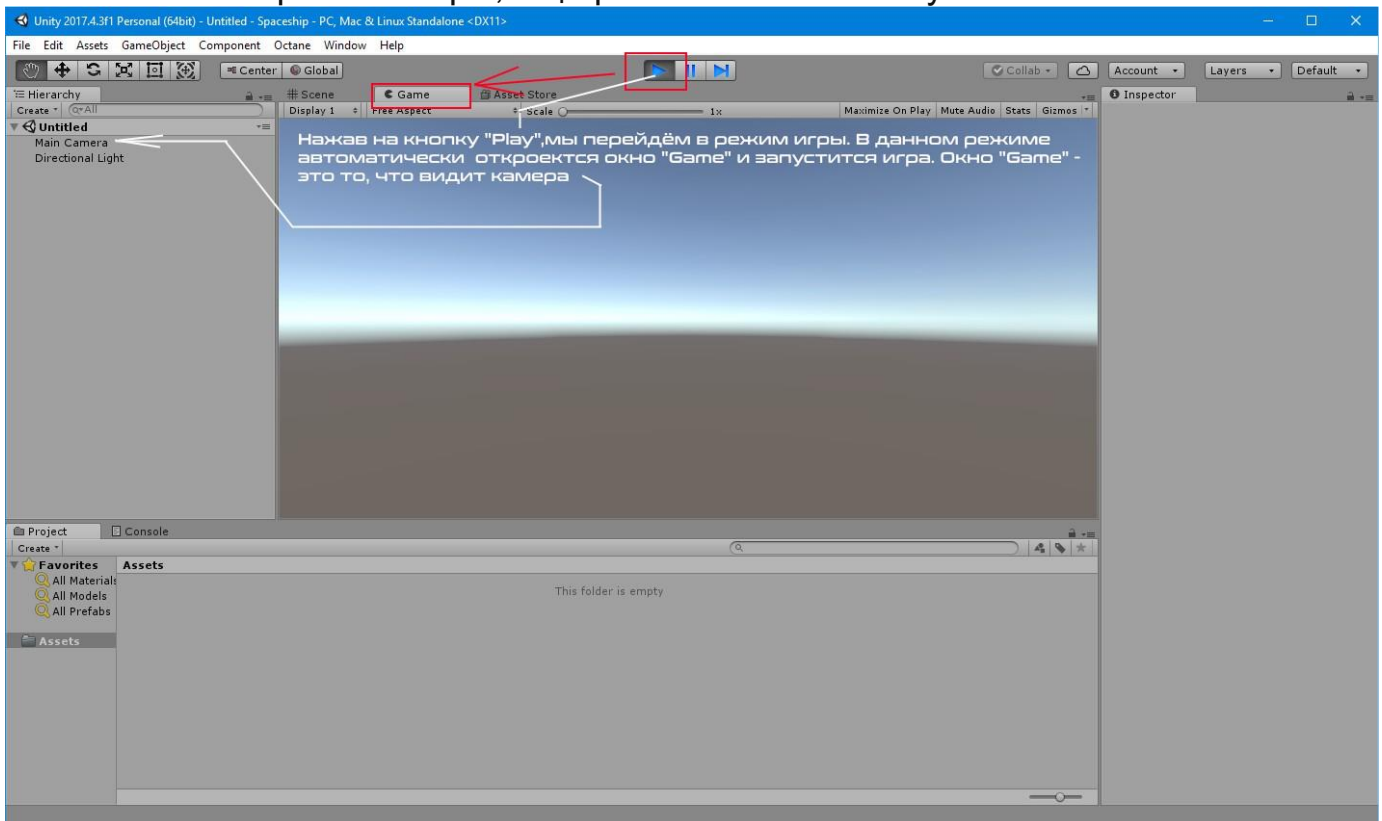 Unity 2017.4.3f1 Personal (64bit) - Untitled - Spaceship - PC, Mac & Linux Standalone <DX11>
File Edit Assets GameObject Component Octane Window Help
Center Global Collab Account Layers Default
Hierarchy # Scene Game Asset Store Inspector
Create All Display 1 Free Aspect Scale 1x Maximize On Play Mute Audio Stats Gizmos
Untitled
Main Camera
Directional Light
Нажав на кнопку "Play",мы перейдём в режим игры. В данном режиме
автоматически откроектся окно "Game" и запустится игра. Окно "Game" -
это то, что видит камера
Project Console
Create
Favorites Assets
All Materials
All Models
All Prefabs
This folder is empty
Assets